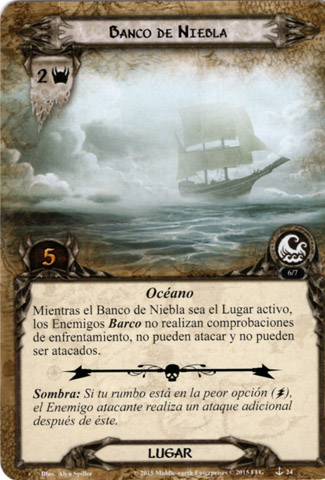 BANCO DE NIEBLA
2
5
6/7
Océano
Mientras el Banco de Niebla sea el Lugar activo,
los Enemigos Barco no realizan comprobaciones
de enfrentamiento, no pueden atacar y no pueden
ser atacados.
Sombra: Si tu rumbo está en la peor opción ( ),
el Enemigo atacante realiza un ataque adicional
después de éste.
LUGAR
Ilus. Alyn Spiller
© 2015 Middle-earth Enterprises © 2015 FFG
24